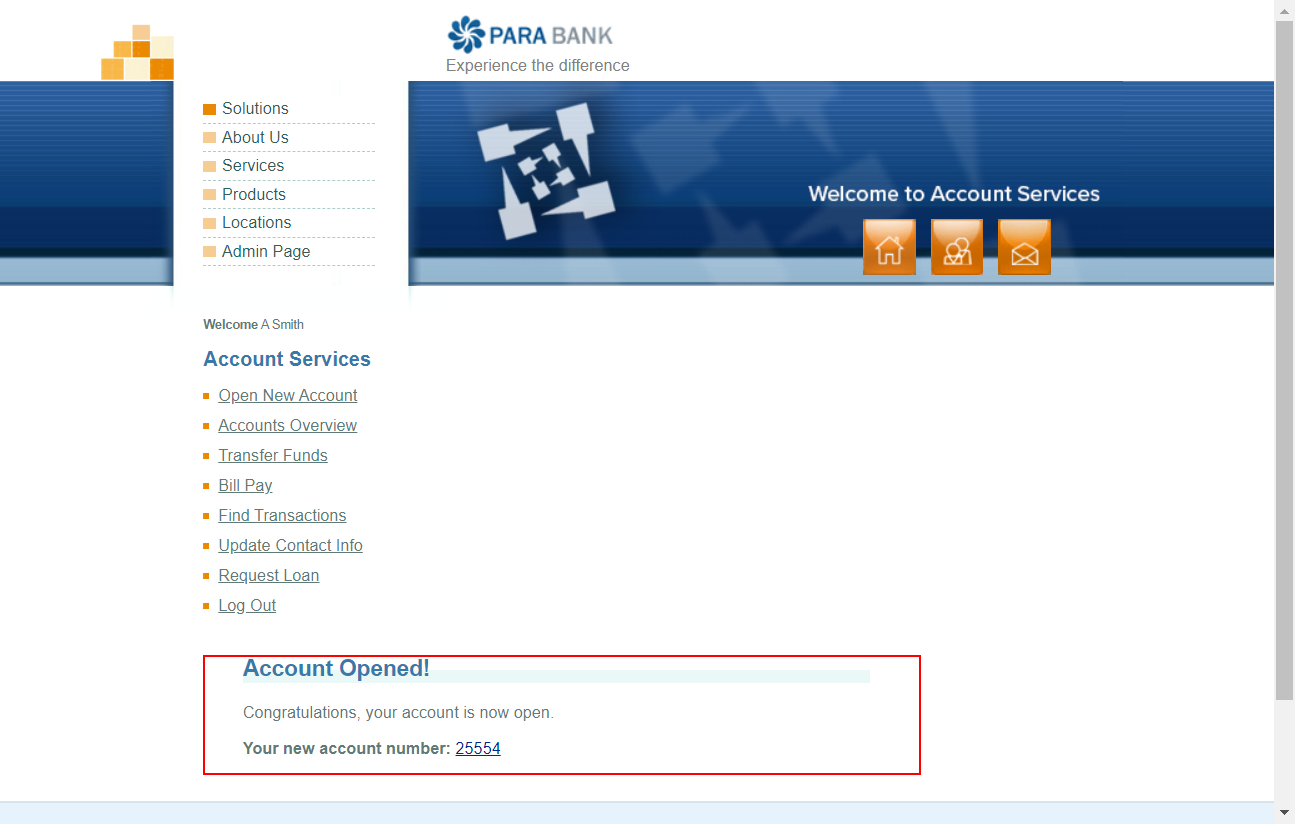 PARA BANK
Experience the difference
Solutions
About Us
Services
Products
Locations
Admin Page
Welcome to Account Services
Welcome A Smith
Account Services
Open New Account
Accounts Overview
Transfer Funds
Bill Pay
Find Transactions
Update Contact Info
Request Loan
Log Out
Account Opened!
Congratulations, your account is now open.
Your new account number: 25554